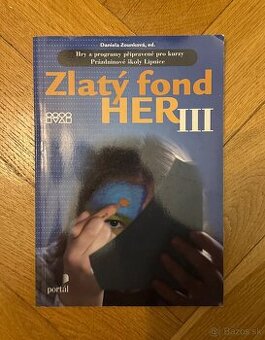 Daniela Zounková, ed.
Hry a programy připravené pro kurzy
Prázdninové školy Lipnice
Zlatý fond
HER III
portál
Bazos.sk